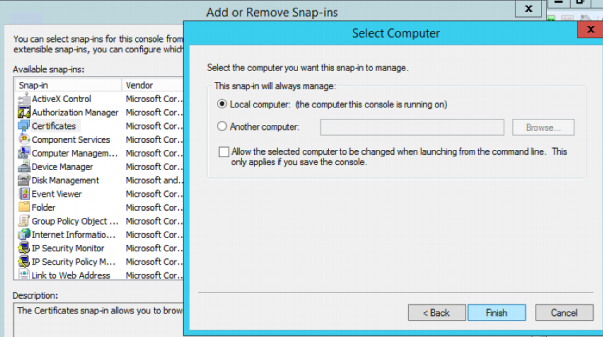 Add or Remove Snap-ins
x
You can select snap-ins for this console from
extensible snap-ins, you can configure which
Available snap-ins:
Snap-in Vendor
ActiveX Control Microsoft Cor...
Authorization Manager Microsoft Cor...
Certificates Microsoft Cor...
Component Services Microsoft Cor...
Computer Managem... Microsoft Cor...
Device Manager Microsoft Cor...
Disk Management Microsoft and...
Event Viewer Microsoft Cor...
Folder Microsoft Cor...
Group Policy Object ... Microsoft Cor...
Internet Informatio... Microsoft Cor...
IP Security Monitor Microsoft Cor...
IP Security Policy M... Microsoft Cor...
Link to Web Address Microsoft Cor...
Description:
The Certificates snap-in allows you to brow
Select Computer
x
Select the computer you want this snap-in to manage.
This snap-in will always manage:
Local computer: (the computer this console is running on)
Another computer:
Browse...
Allow the selected computer to be changed when launching from the command line. This
only applies if you save the console.
< Back Finish Cancel